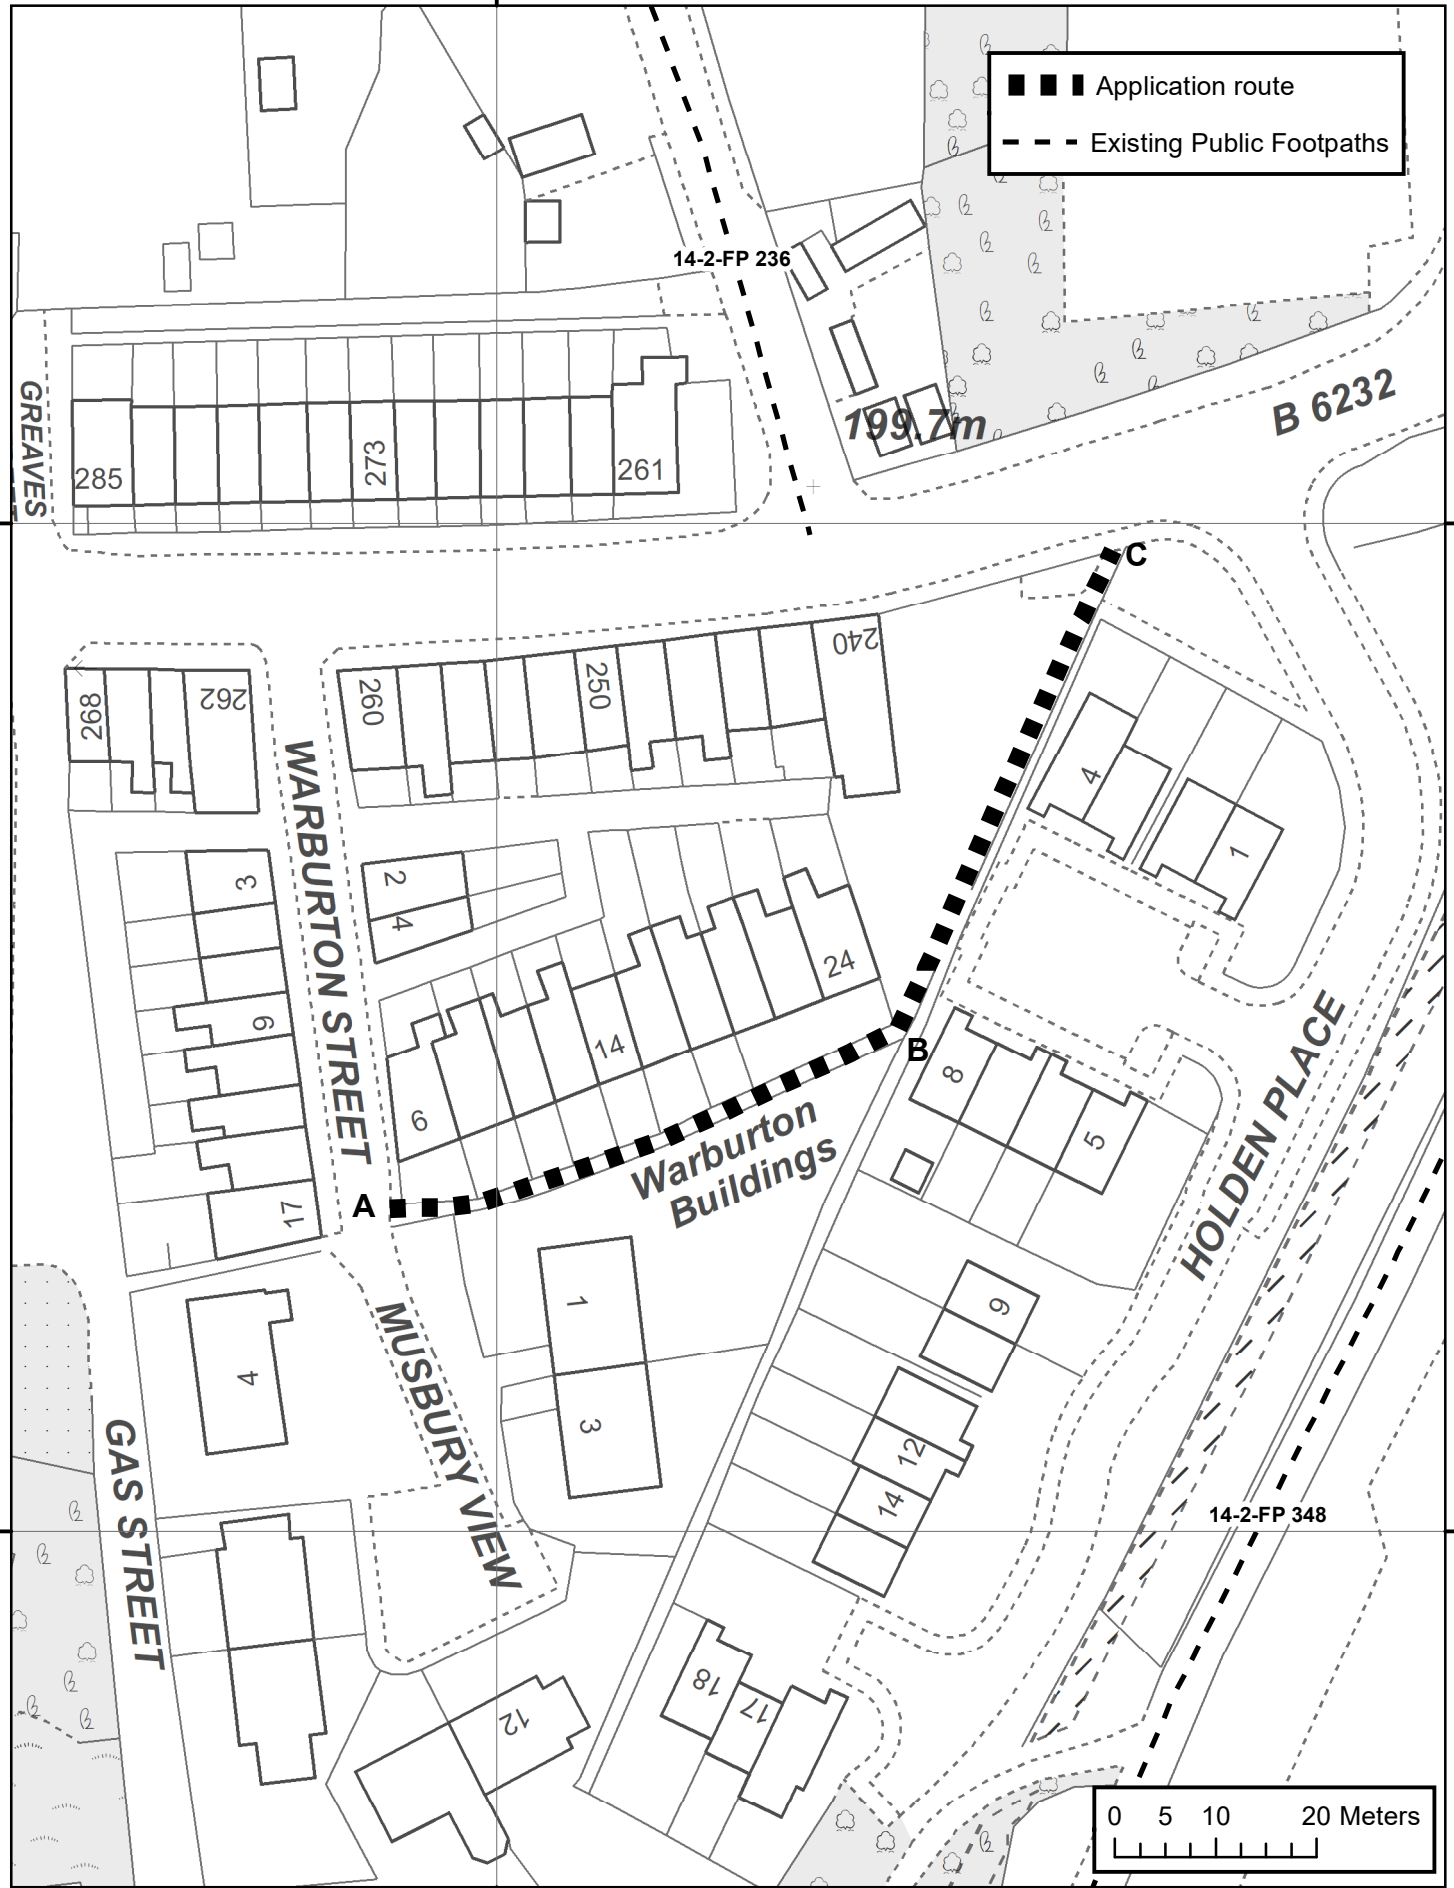 Application route
Existing Public Footpaths
14-2-FP 236
GREAVES
285
273
261
199.7m
B 6232
C
268
262
260
250
240
WARBURTON STREET
4
1
3
2
4
24
9
14
6
B
8
5
HOLDEN PLACE
Warburton
Buildings
A
17
1
9
4
3
MUSBURY VIEW
12
14
GAS STREET
14-2-FP 348
18
17
12
0 5 10 20 Meters